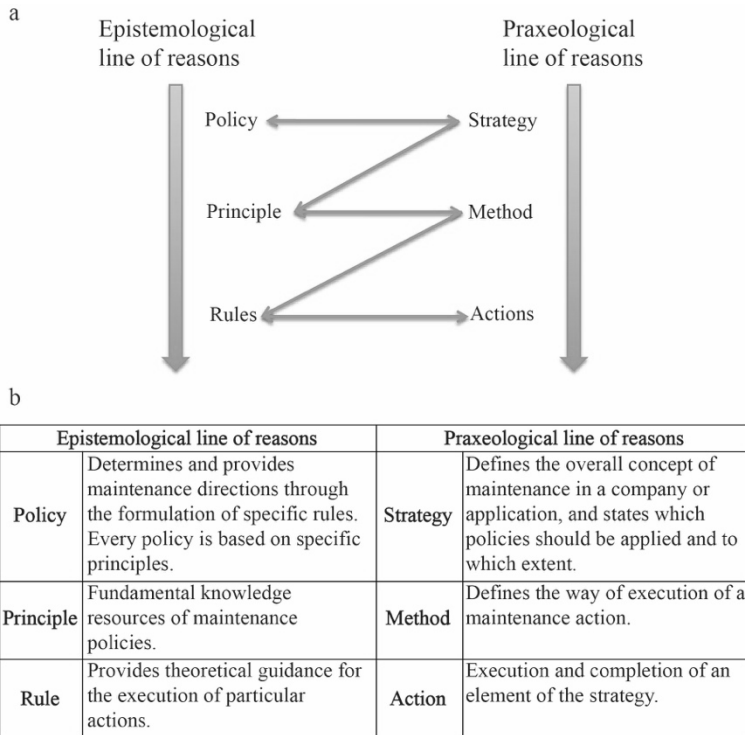 a
Epistemological
line of reasons
Praxeological
line of reasons
Policy
Strategy
Principle
Method
Rules
Actions
b
Epistemological line of reasons
Praxeological line of reasons
Policy
Determines and provides
maintenance directions through
the formulation of specific rules.
Every policy is based on specific
principles.
Strategy
Defines the overall concept of
maintenance in a company or
application, and states which
policies should be applied and to
which extent.
Principle
Fundamental knowledge
resources of maintenance
policies.
Method
Defines the way of execution of a
maintenance action.
Rule
Provides theoretical guidance for
the execution of particular
actions.
Action
Execution and completion of an
element of the strategy.